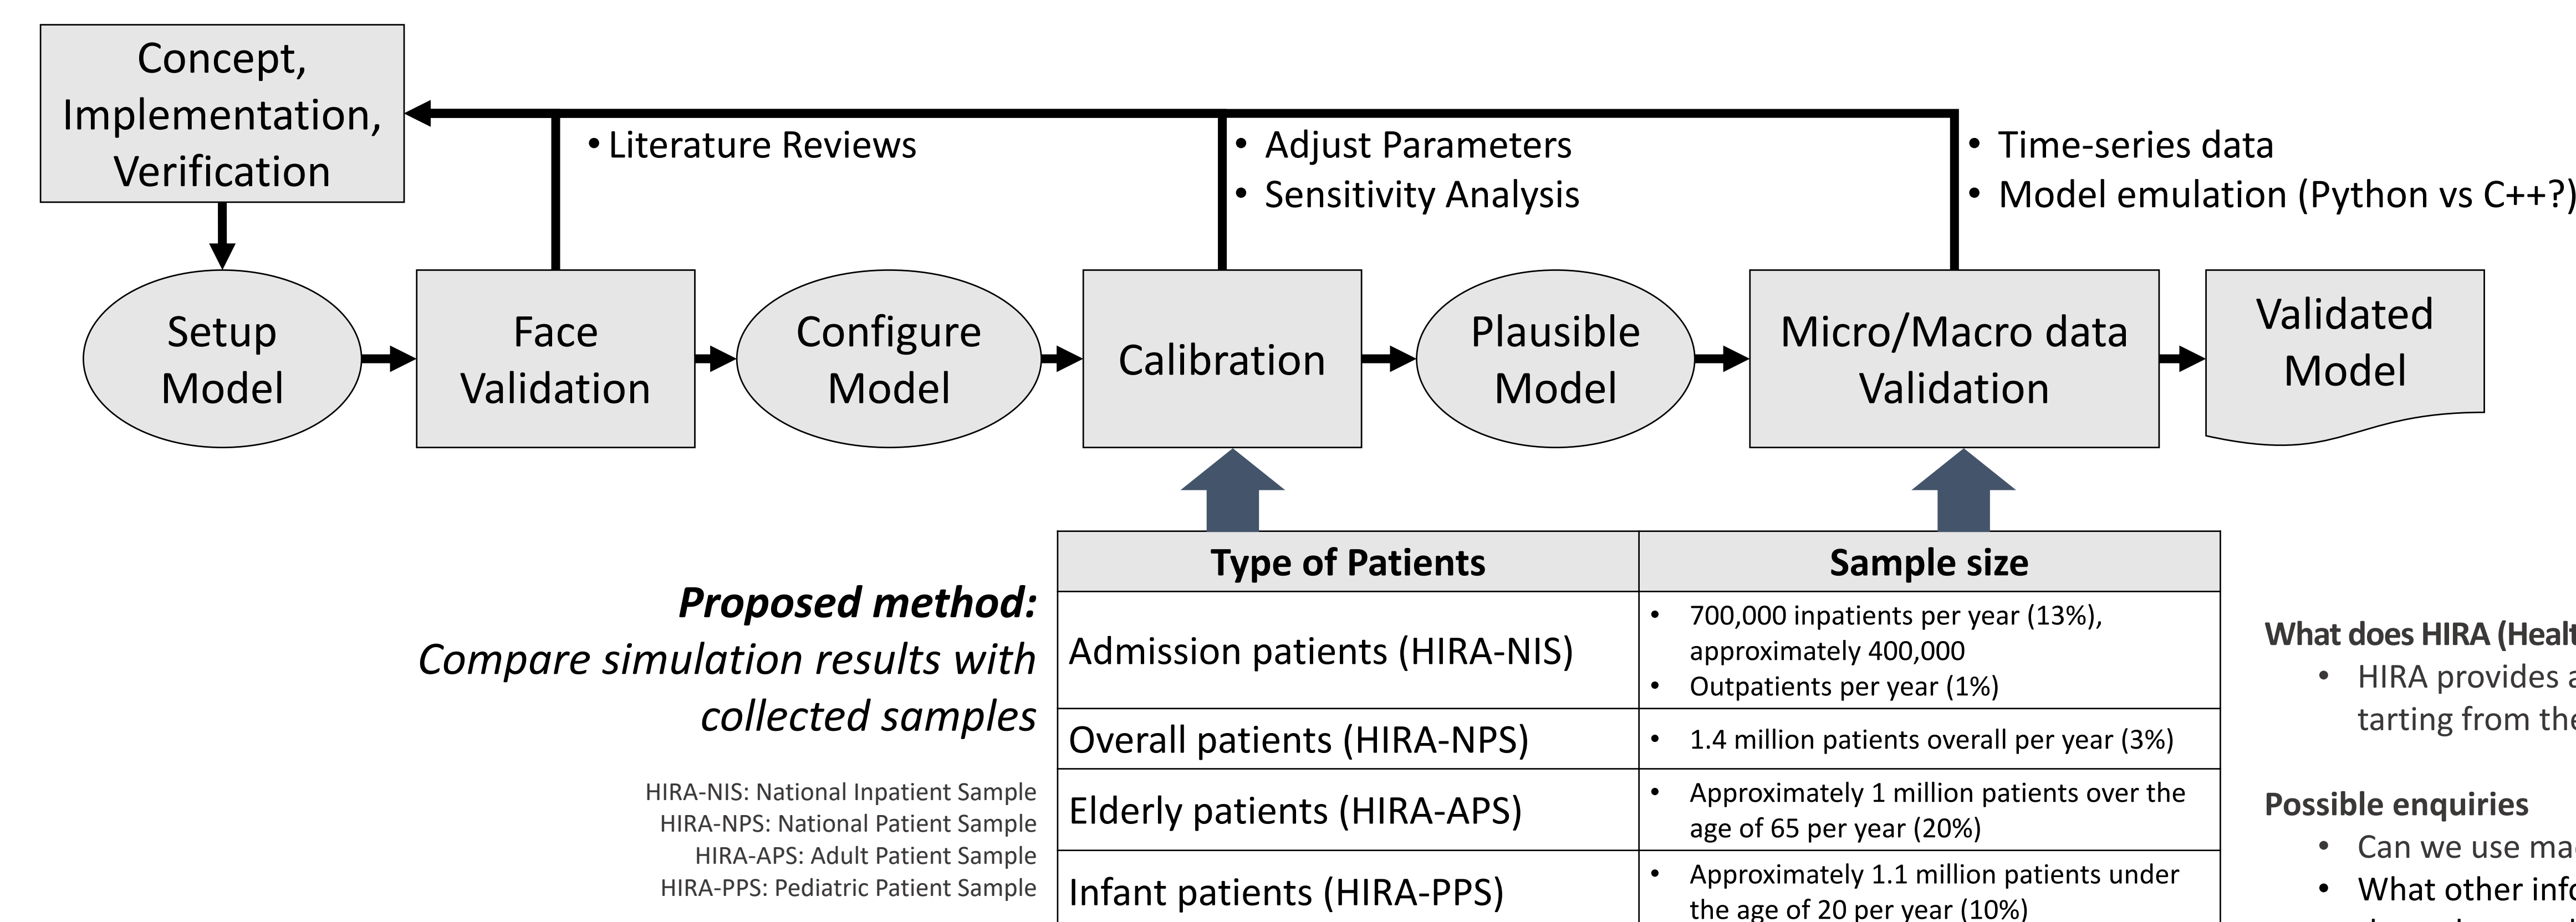 Concept,
Implementation,
Verification
• Literature Reviews
• Adjust Parameters
• Sensitivity Analysis
• Time-series data
• Model emulation (Python vs C++?)
Setup
Model
Face
Validation
Configure
Model
Calibration
Plausible
Model
Micro/Macro data
Validation
Validated
Model
Proposed method:
Compare simulation results with
collected samples
HIRA-NIS: National Inpatient Sample
HIRA-NPS: National Patient Sample
HIRA-APS: Adult Patient Sample
HIRA-PPS: Pediatric Patient Sample
Type of Patients
Sample size
Admission patients (HIRA-NIS)
• 700,000 inpatients per year (13%),
approximately 400,000
• Outpatients per year (1%)
Overall patients (HIRA-NPS)
• 1.4 million patients overall per year (3%)
Elderly patients (HIRA-APS)
• Approximately 1 million patients over the
age of 65 per year (20%)
Infant patients (HIRA-PPS)
• Approximately 1.1 million patients under
the age of 20 per year (10%)
What does HIRA (Healt
• HIRA provides a
tarting from the
Possible enquiries
• Can we use ma
• What other info